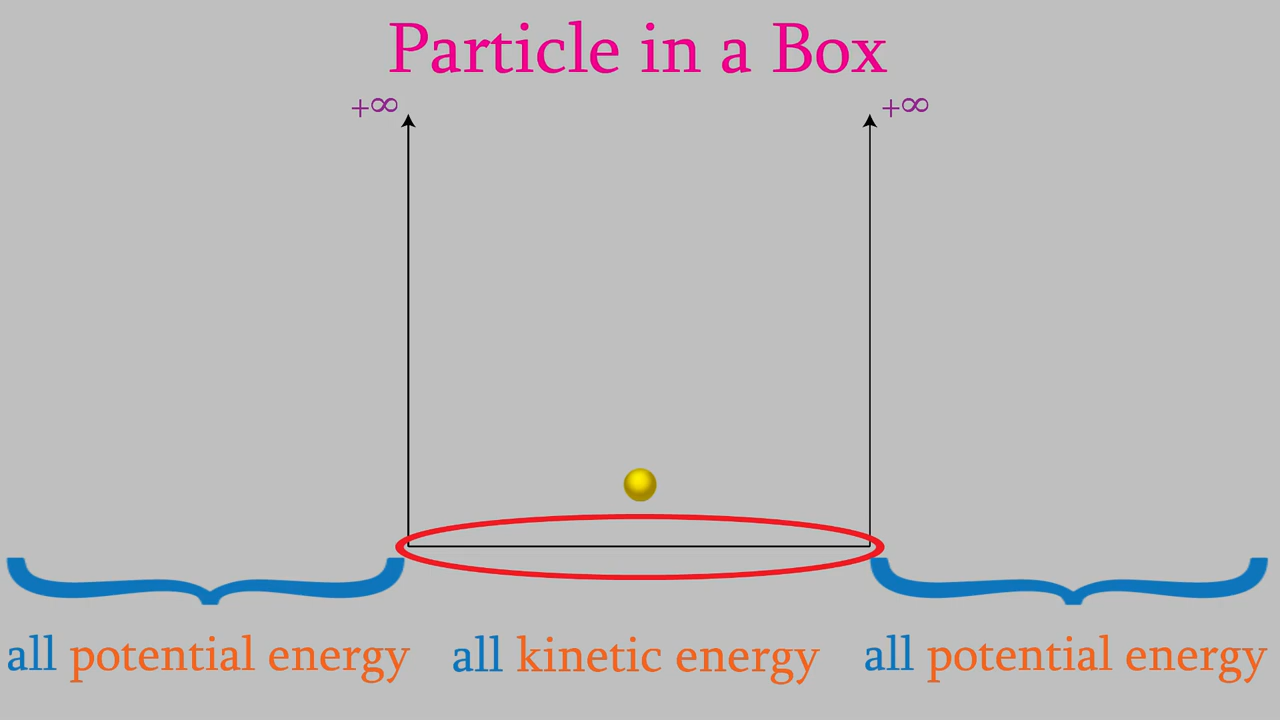 Particle in a Box
+∞ +∞
all potential energy all kinetic energy all potential energy